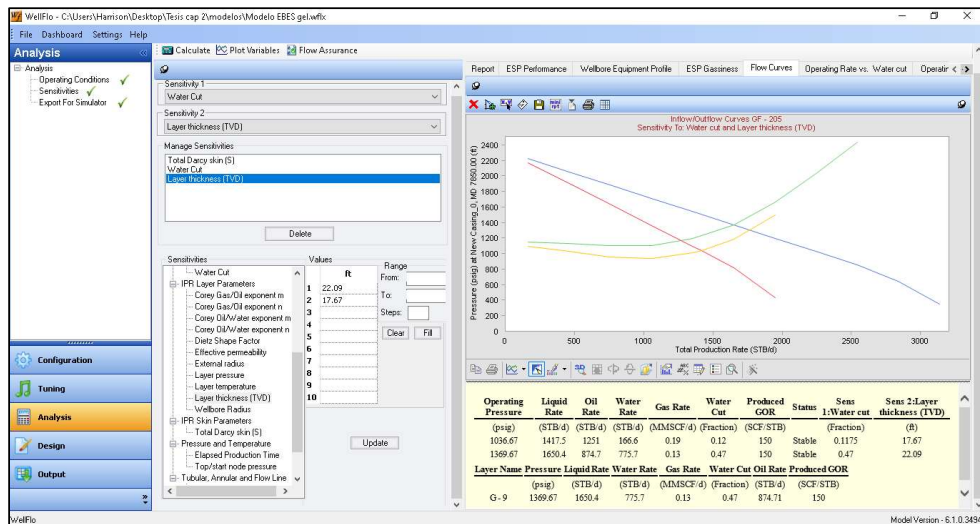 WellFlo - C:\Users\Harrison\Desktop\Tesis cap 2\modelos\Modelo EBES gel.wflx
File Dashboard Settings Help
Analysis
Calculate Plot Variables Flow Assurance
Analysis
Operating Conditions
Sensitivities
Export For Simulator
Configuration
Tuning
Analysis
Design
Output
Sensitivity 1
Water Cut
Sensitivity 2
Layer thickness (TVD)
Manage Sensitivities
Total Darcy skin (S)
Water Cut
Layer thickness (TVD)
Delete
Sensitivities
Water Cut
IPR Layer Parameters
Corey Gas/Oil exponent m
Corey Gas/Oil exponent n
Corey Oil/Water exponent m
Corey Oil/Water exponent n
Dietz Shape Factor
Effective permeability
External radius
Layer pressure
Layer temperature
Layer thickness (TVD)
Wellbore Radius
IPR Skin Parameters
Total Darcy skin (S)
Pressure and Temperature
Elapsed Production Time
Top/start node pressure
Tubular, Annular and Flow Line
Values
ft
1 22.09
2 17.67
3
4
5
6
7
8
9
10
Range
From:
To:
Steps:
Clear Fill
Update
Report ESP Performance Wellbore Equipment Profile ESP Gassiness Flow Curves Operating Rate vs. Water cut Operatir
Inflow/Outflow Curves GF - 205
Sensitivity To: Water cut and Layer thickness (TVD)
Pressure (psig) at New Casing_0, MD 7850.00 (ft)
2400
2200
2000
1800
1600
1400
1200
1000
800
600
400
200
0
0 500 1000 1500 2000 2500 3000
Total Production Rate (STB/d)
Operating Pressure Liquid Rate Oil Rate Water Rate Gas Rate Water Cut Produced GOR Status Sens 1:Water cut Sens 2:Layer thickness (TVD)
(psig) (STB/d) (STB/d) (STB/d) (MMSCF/d) (Fraction) (SCF/STB) (Fraction) (ft)
1036.67 1417.5 1251 166.6 0.19 0.12 150 Stable 0.1175 17.67
1369.67 1650.4 874.7 775.7 0.13 0.47 150 Stable 0.47 22.09
Layer Name Pressure Liquid Rate Water Rate Gas Rate Water Cut Oil Rate Produced GOR
(psig) (STB/d) (STB/d) (MMSCF/d) (Fraction) (STB/d) (SCF/STB)
G - 9 1369.67 1650.4 775.7 0.13 0.47 874.71 150
WellFlo
Model Version - 6.1.0.3494